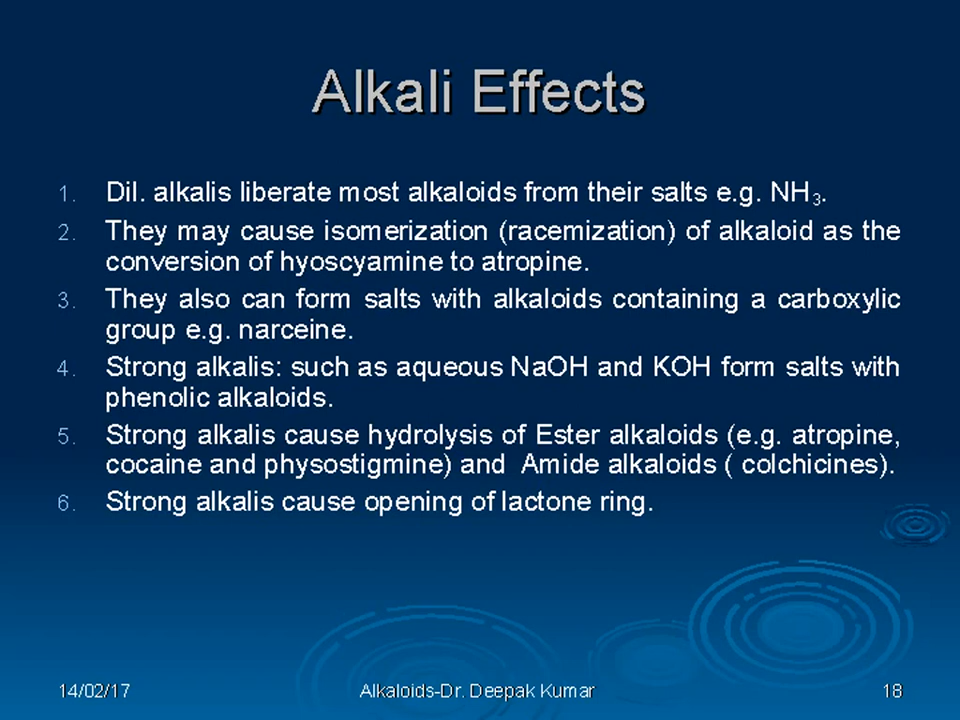 Alkali Effects
1. Dil. alkalis liberate most alkaloids from their salts e.g. NH₃.
2. They may cause isomerization (racemization) of alkaloid as the
conversion of hyoscyamine to atropine.
3. They also can form salts with alkaloids containing a carboxylic
group e.g. narceine.
4. Strong alkalis: such as aqueous NaOH and KOH form salts with
phenolic alkaloids.
5. Strong alkalis cause hydrolysis of Ester alkaloids (e.g. atropine,
cocaine and physostigmine) and Amide alkaloids ( colchicines).
6. Strong alkalis cause opening of lactone ring.
14/02/17 Alkaloids-Dr. Deepak Kumar 18